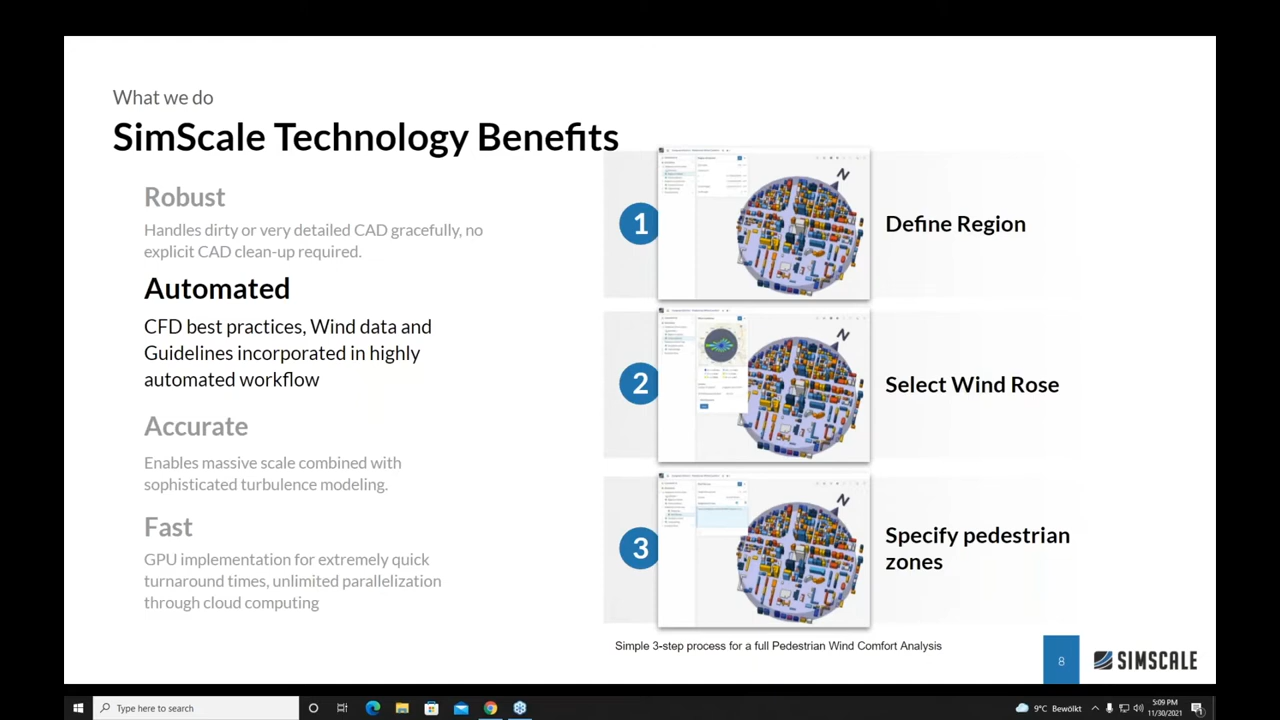 What we do
SimScale Technology Benefits
Robust
Handles dirty or very detailed CAD gracefully, no
explicit CAD clean-up required.
Automated
CFD best practices, Wind data and
Guidelines incorporated in highly
automated workflow
Accurate
Enables massive scale combined with
sophisticated turbulence modeling.
Fast
GPU implementation for extremely quick
turnaround times, unlimited parallelization
through cloud computing
1
N
Define Region
2
N
Select Wind Rose
3
N
Specify pedestrian
zones
Simple 3-step process for a full Pedestrian Wind Comfort Analysis
8
SIMSCALE
Type here to search
9°C Bewölkt
5:09 PM
11/30/2021